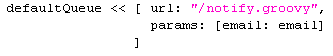 defaultQueue << [ url: "/notify.groovy",
params: [email: email]
]